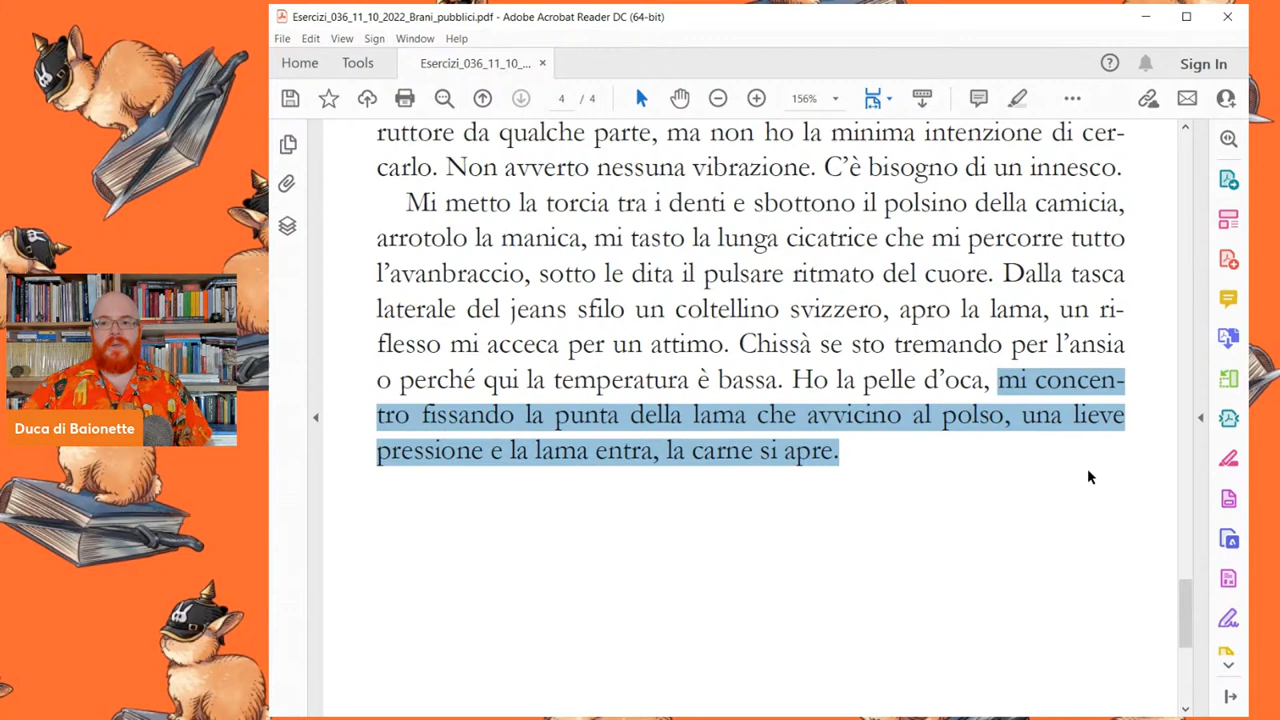 Esercizi_036_11_10_2022_Brani_pubblici.pdf - Adobe Acrobat Reader DC (64-bit)
File Edit View Sign Window Help
Home Tools Esercizi_036_11_10_... × Sign In
4 / 4 156%
ruttore da qualche parte, ma non ho la minima intenzione di cer-
carlo. Non avverto nessuna vibrazione. C’è bisogno di un innesco.
Mi metto la torcia tra i denti e sbottono il polsino della camicia,
arrotolo la manica, mi tasto la lunga cicatrice che mi percorre tutto
l’avanbraccio, sotto le dita il pulsare ritmato del cuore. Dalla tasca
laterale del jeans sfilo un coltellino svizzero, apro la lama, un ri-
flesso mi acceca per un attimo. Chissà se sto tremando per l’ansia
o perché qui la temperatura è bassa. Ho la pelle d’oca, mi concen-
tro fissando la punta della lama che avvicino al polso, una lieve
pressione e la lama entra, la carne si apre.
Duca di Baionette